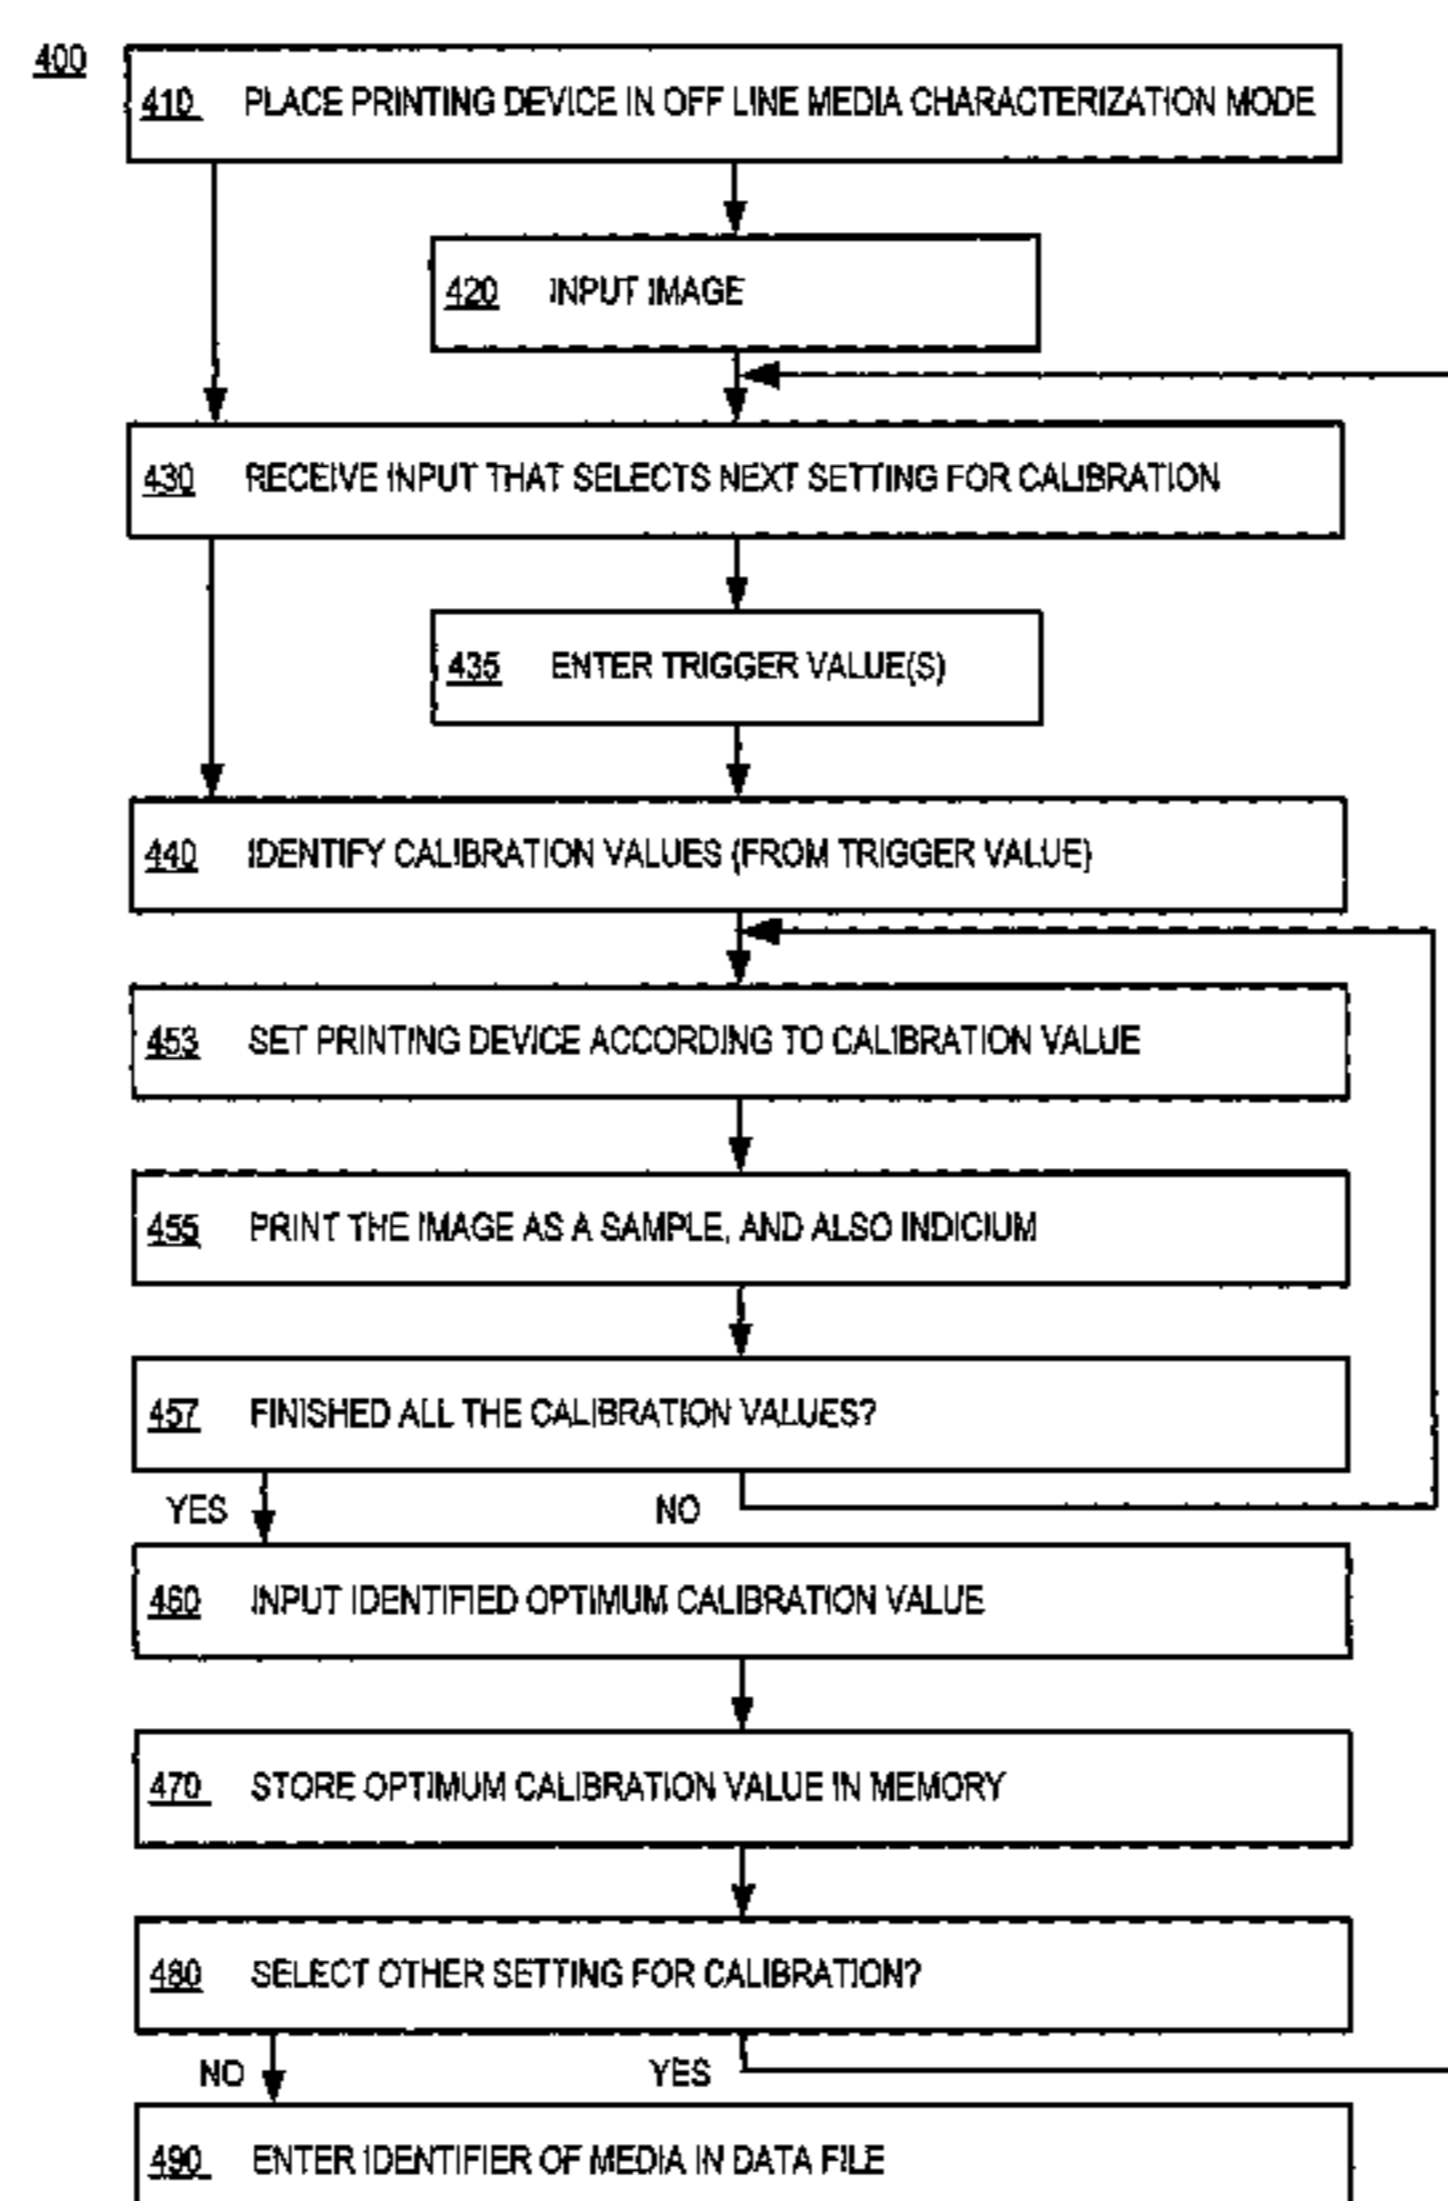 400
410 PLACE PRINTING DEVICE IN OFF LINE MEDIA CHARACTERIZATION MODE
420 INPUT IMAGE
430 RECEIVE INPUT THAT SELECTS NEXT SETTING FOR CALIBRATION
435 ENTER TRIGGER VALUE(S)
440 IDENTIFY CALIBRATION VALUES (FROM TRIGGER VALUE)
453 SET PRINTING DEVICE ACCORDING TO CALIBRATION VALUE
455 PRINT THE IMAGE AS A SAMPLE, AND ALSO INDICIUM
457 FINISHED ALL THE CALIBRATION VALUES?
YES NO
460 INPUT IDENTIFIED OPTIMUM CALIBRATION VALUE
470 STORE OPTIMUM CALIBRATION VALUE IN MEMORY
480 SELECT OTHER SETTING FOR CALIBRATION?
NO YES
490 ENTER IDENTIFIER OF MEDIA IN DATA FILE